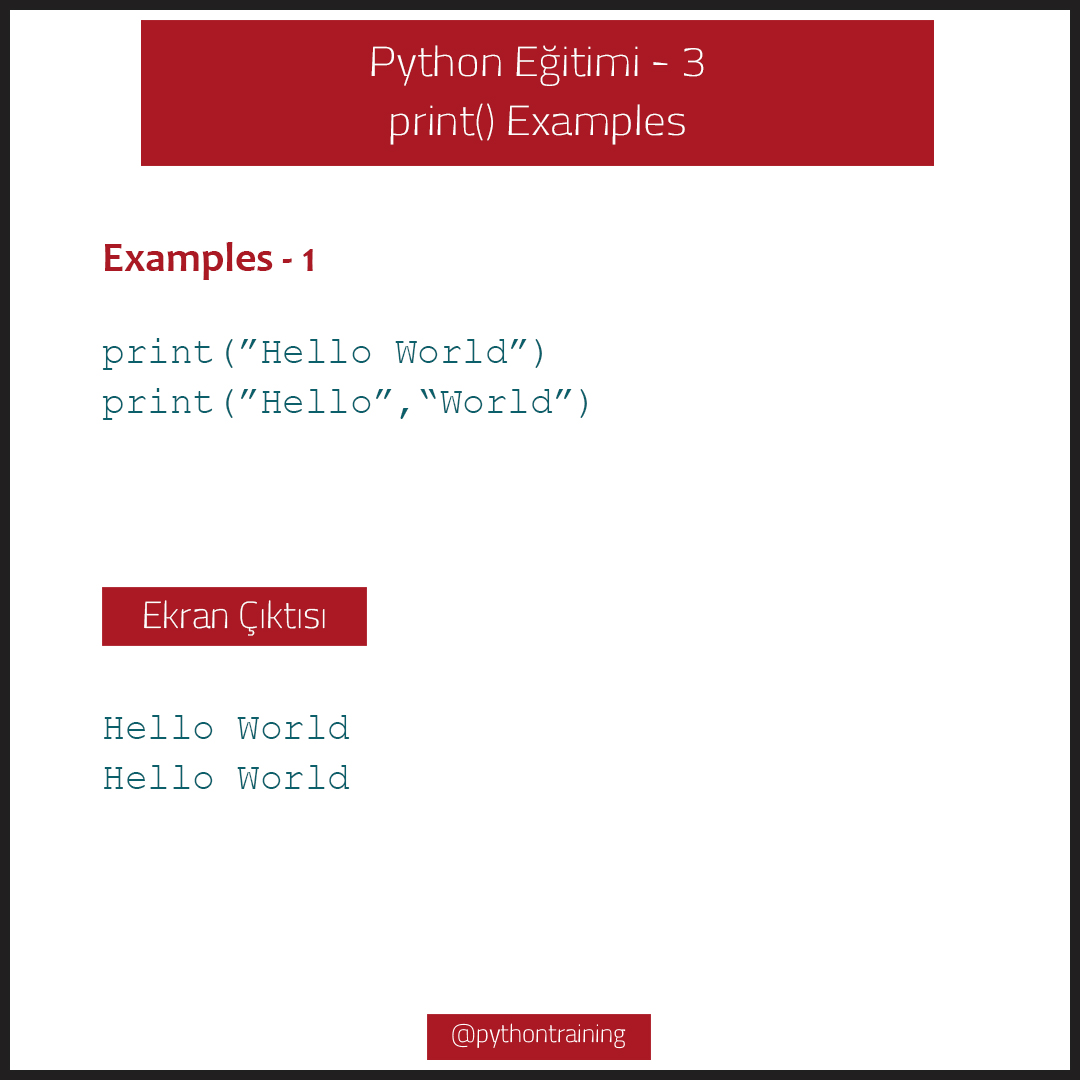 Python Eğitimi - 3
print() Examples
Examples - 1
print(”Hello World”)
print(”Hello”,“World”)
Ekran Çıktısı
Hello World
Hello World
@pythontraining